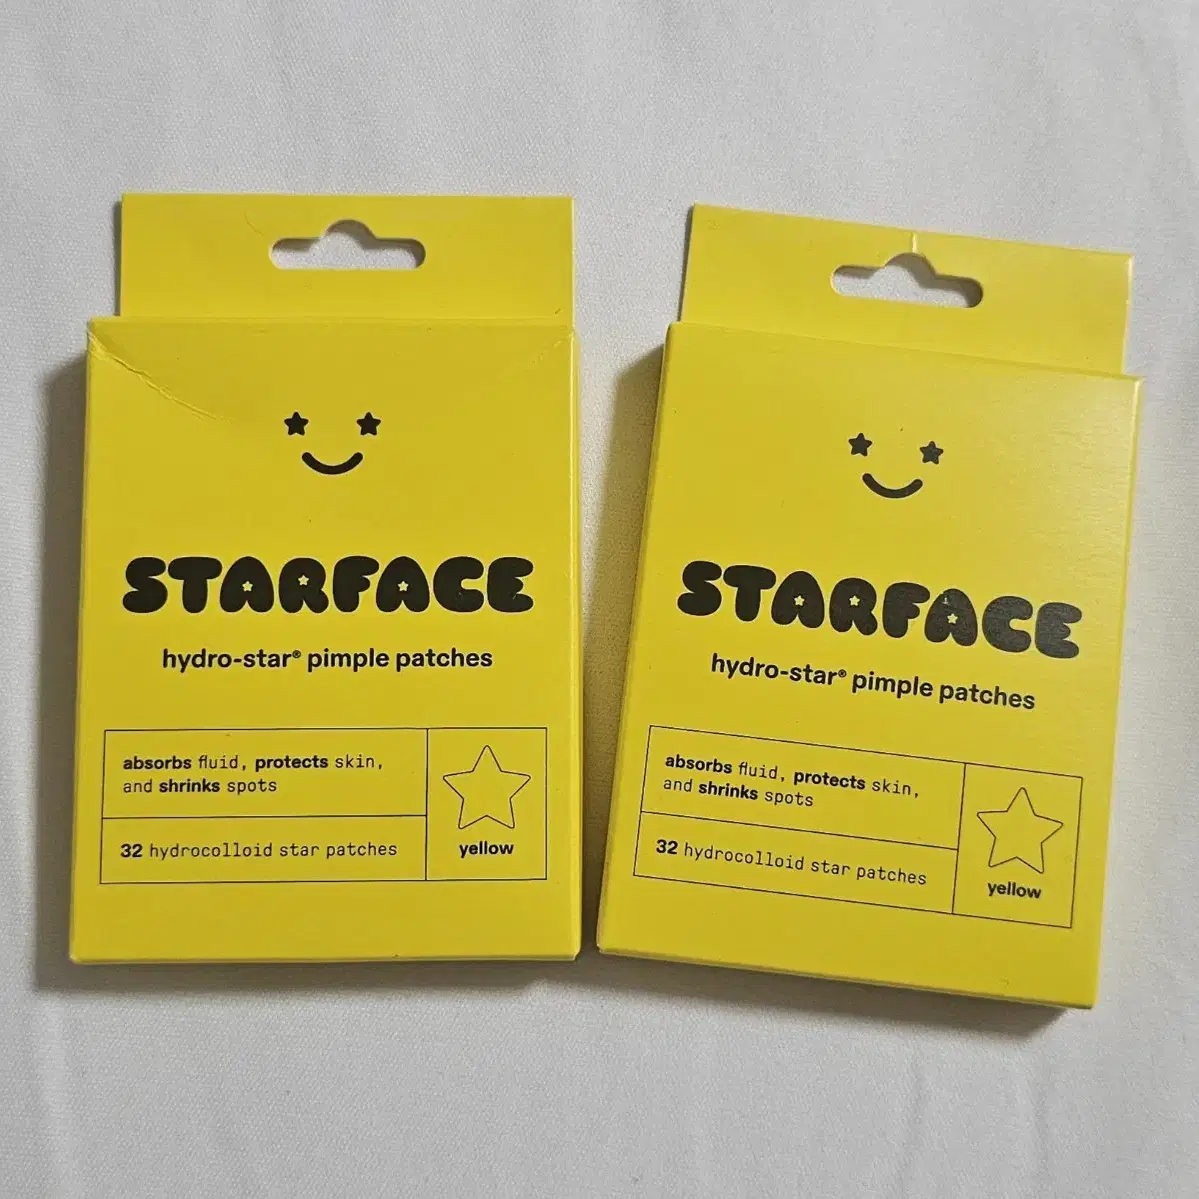 STARFACE
hydro-star® pimple patches
absorbs fluid, protects skin,
and shrinks spots
32 hydrocolloid star patches
yellow
STARFACE
hydro-star® pimple patches
absorbs fluid, protects skin,
and shrinks spots
32 hydrocolloid star patches
yellow